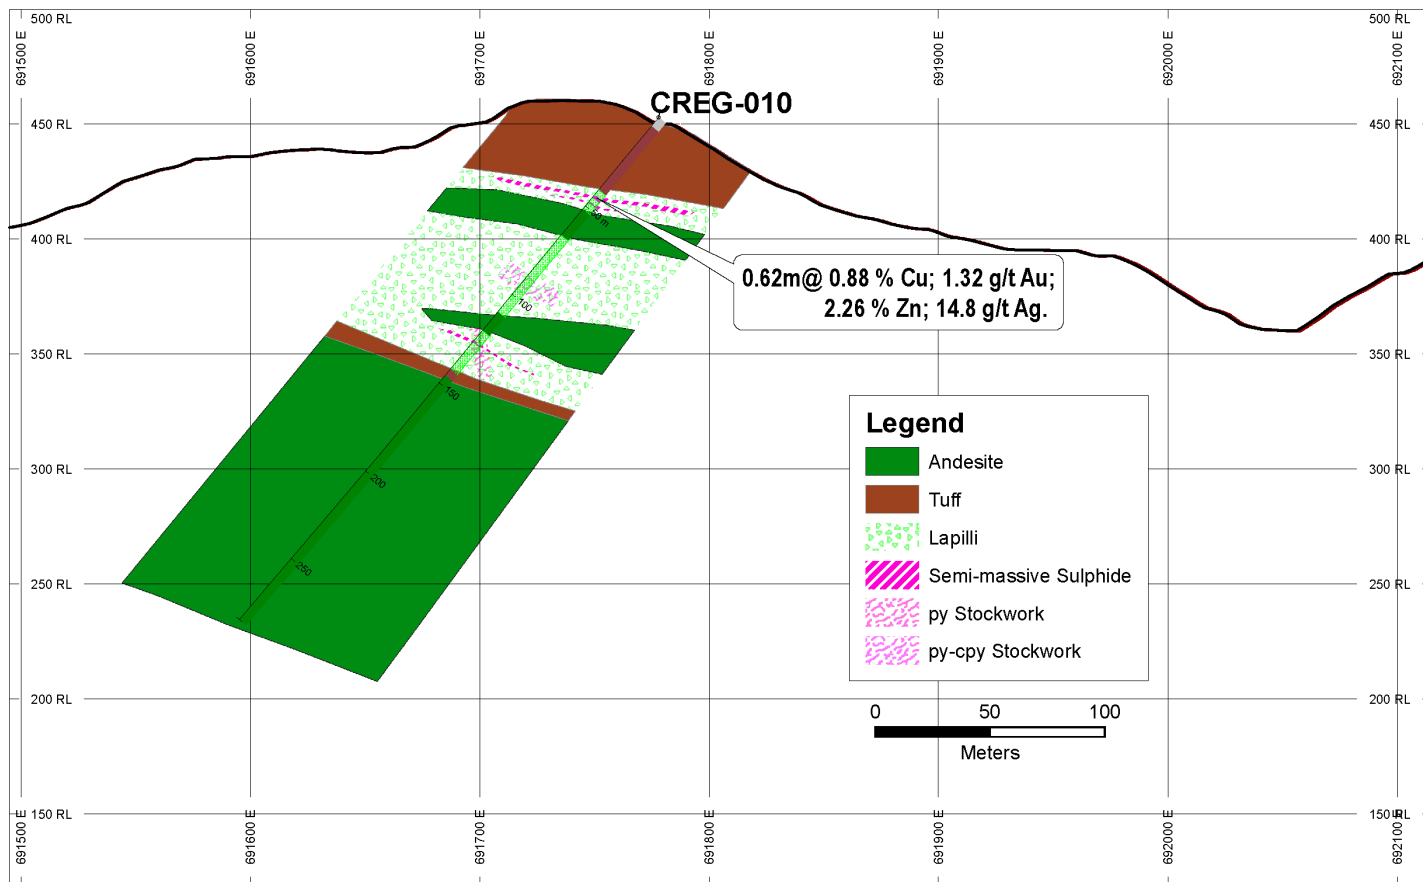 500 RL
500 RL
691500 E
691600 E
691700 E
691800 E
691900 E
692000 E
692100 E
CREG-010
450 RL
450 RL
50m
400 RL
400 RL
0.62m@ 0.88 % Cu; 1.32 g/t Au;
2.26 % Zn; 14.8 g/t Ag.
100
350 RL
350 RL
150
Legend
Andesite
Tuff
Lapilli
Semi-massive Sulphide
py Stockwork
py-cpy Stockwork
300 RL
300 RL
200
250 RL
250 RL
250
200 RL
200 RL
0 50 100
Meters
150 RL
150 RL
691500 E
691600 E
691700 E
691800 E
691900 E
692000 E
692100 E